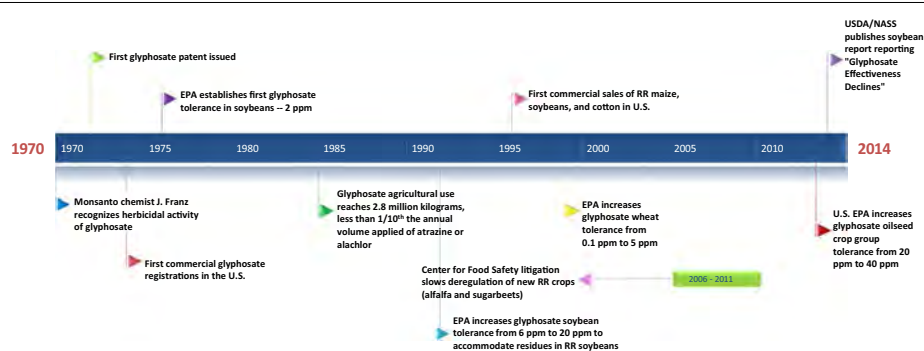 USDA/NASS
publishes soybean
report reporting
"Glyphosate
Effectiveness
Declines"
First glyphosate patent issued
EPA establishes first glyphosate
tolerance in soybeans -- 2 ppm
First commercial sales of RR maize,
soybeans, and cotton in U.S.
1970
1970
1975
1980
1985
1990
1995
2000
2005
2010
2014
Monsanto chemist J. Franz
recognizes herbicidal activity
of glyphosate
First commercial glyphosate
registrations in the U.S.
Glyphosate agricultural use
reaches 2.8 million kilograms,
less than 1/10th the annual
volume applied of atrazine or
alachlor
EPA increases
glyphosate wheat
tolerance from
0.1 ppm to 5 ppm
U.S. EPA increases
glyphosate oilseed
crop group
tolerance from 20
ppm to 40 ppm
Center for Food Safety litigation
slows deregulation of new RR crops
(alfalfa and sugarbeets)
2006 - 2011
EPA increases glyphosate soybean
tolerance from 6 ppm to 20 ppm to
accommodate residues in RR soybeans